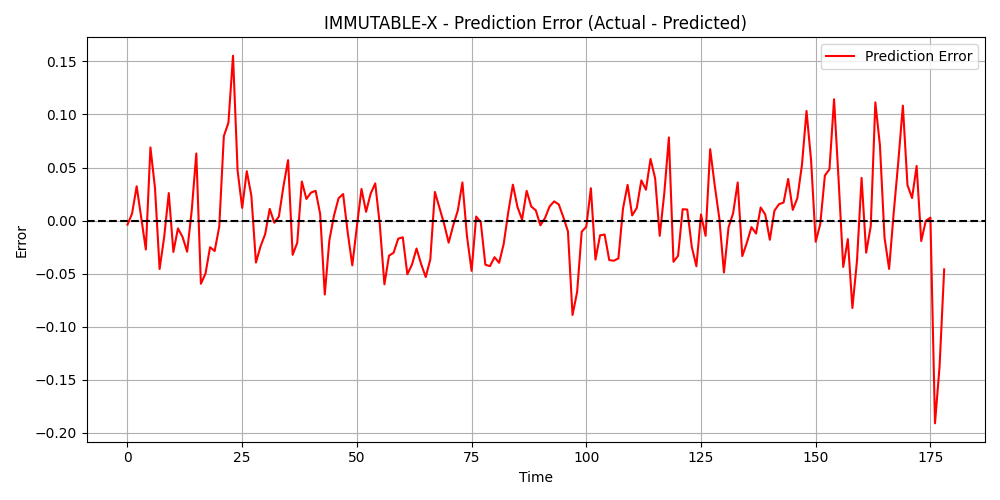 IMMUTABLE-X - Prediction Error (Actual - Predicted)
Prediction Error
0.15
0.10
0.05
0.00
−0.05
−0.10
−0.15
−0.20
Error
0 25 50 75 100 125 150 175
Time